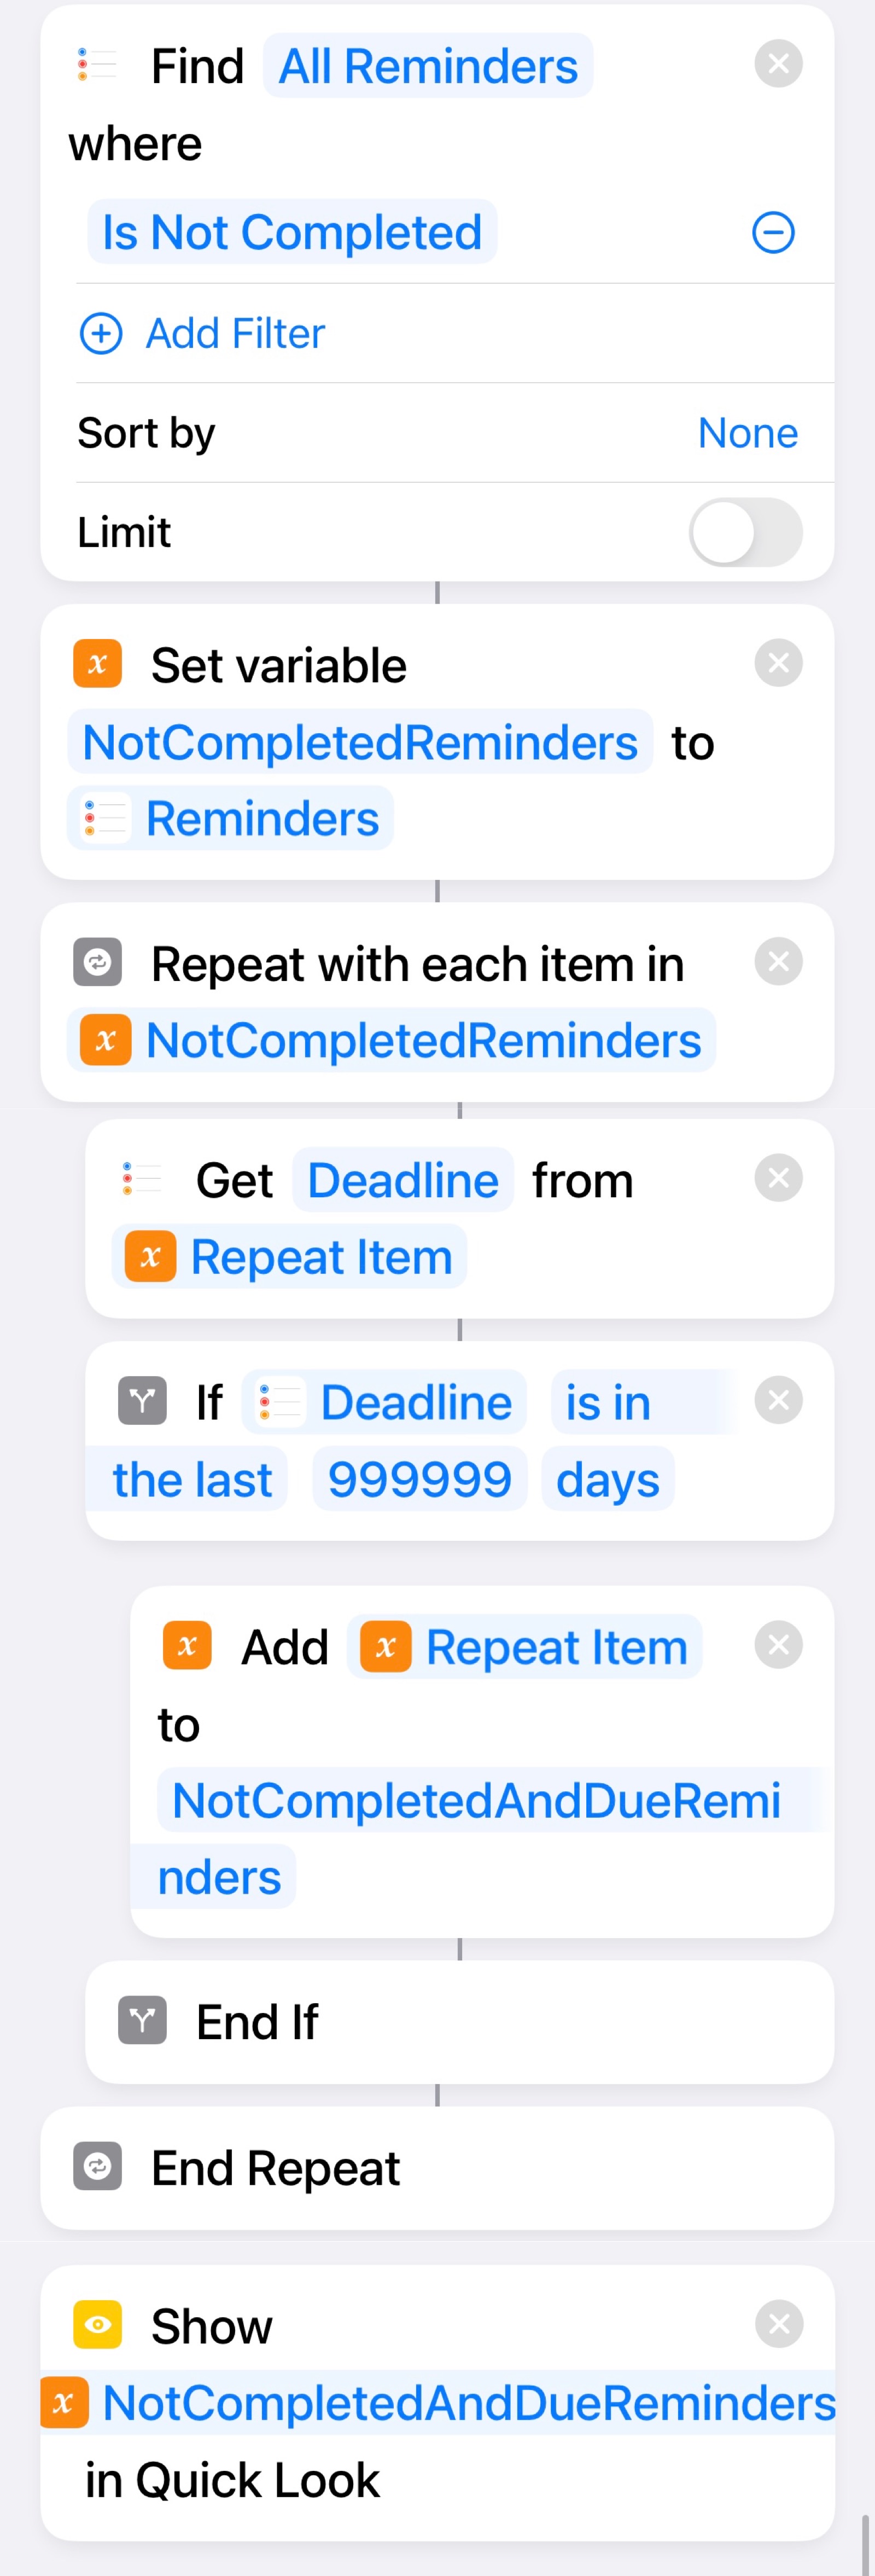 Find All Reminders
where
Is Not Completed
Add Filter
Sort by None
Limit
x Set variable
NotCompletedReminders to
Reminders
Repeat with each item in
x NotCompletedReminders
Get Deadline from
x Repeat Item
If Deadline is in
the last 999999 days
x Add x Repeat Item
to
NotCompletedAndDueRemi
nders
End If
End Repeat
Show
x NotCompletedAndDueReminders
in Quick Look